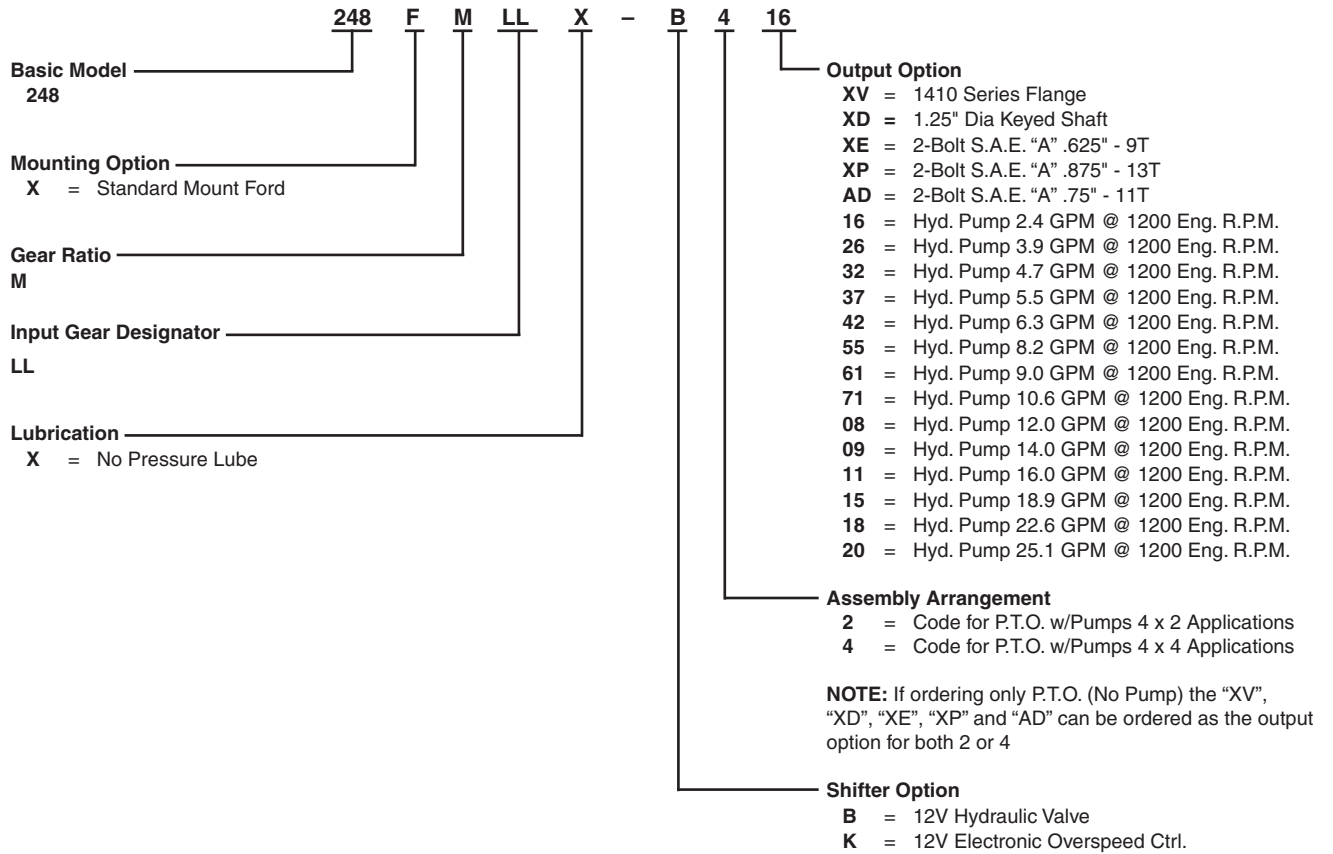 248 F M LL X – B 4 16
Basic Model
248
Mounting Option
X = Standard Mount Ford
Gear Ratio
M
Input Gear Designator
LL
Lubrication
X = No Pressure Lube
Output Option
XV = 1410 Series Flange
XD = 1.25" Dia Keyed Shaft
XE = 2-Bolt S.A.E. “A” .625" - 9T
XP = 2-Bolt S.A.E. “A” .875" - 13T
AD = 2-Bolt S.A.E. “A” .75" - 11T
16 = Hyd. Pump 2.4 GPM @ 1200 Eng. R.P.M.
26 = Hyd. Pump 3.9 GPM @ 1200 Eng. R.P.M.
32 = Hyd. Pump 4.7 GPM @ 1200 Eng. R.P.M.
37 = Hyd. Pump 5.5 GPM @ 1200 Eng. R.P.M.
42 = Hyd. Pump 6.3 GPM @ 1200 Eng. R.P.M.
55 = Hyd. Pump 8.2 GPM @ 1200 Eng. R.P.M.
61 = Hyd. Pump 9.0 GPM @ 1200 Eng. R.P.M.
71 = Hyd. Pump 10.6 GPM @ 1200 Eng. R.P.M.
08 = Hyd. Pump 12.0 GPM @ 1200 Eng. R.P.M.
09 = Hyd. Pump 14.0 GPM @ 1200 Eng. R.P.M.
11 = Hyd. Pump 16.0 GPM @ 1200 Eng. R.P.M.
15 = Hyd. Pump 18.9 GPM @ 1200 Eng. R.P.M.
18 = Hyd. Pump 22.6 GPM @ 1200 Eng. R.P.M.
20 = Hyd. Pump 25.1 GPM @ 1200 Eng. R.P.M.
Assembly Arrangement
2 = Code for P.T.O. w/Pumps 4 x 2 Applications
4 = Code for P.T.O. w/Pumps 4 x 4 Applications
NOTE: If ordering only P.T.O. (No Pump) the “XV”,
“XD”, “XE”, “XP” and “AD” can be ordered as the output
option for both 2 or 4
Shifter Option
B = 12V Hydraulic Valve
K = 12V Electronic Overspeed Ctrl.